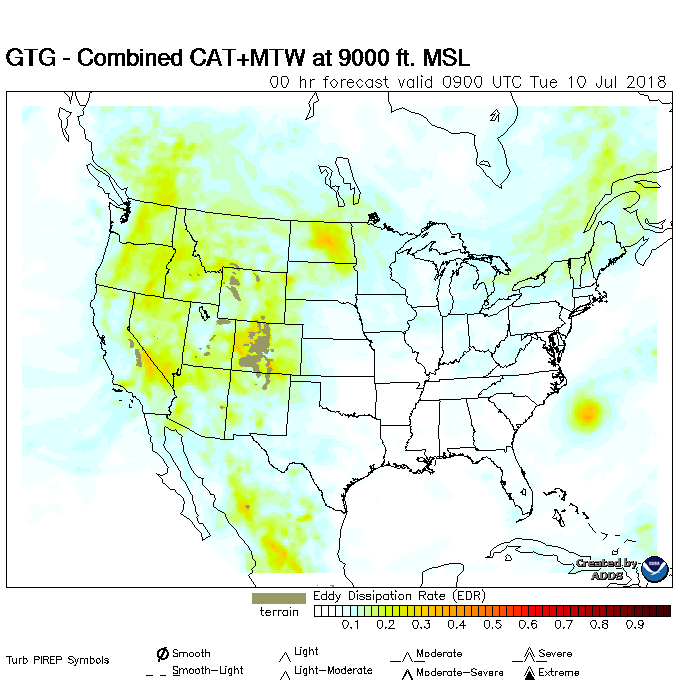 GTG - Combined CAT+MTW at 9000 ft. MSL
00 hr forecast valid 0900 UTC Tue 10 Jul 2018
Created by
ADDS
terrain
Eddy Dissipation Rate (EDR)
0.1 0.2 0.3 0.4 0.5 0.6 0.7 0.8 0.9
Turb PIREP Symbols
Smooth
Smooth-Light
Light
Light-Moderate
Moderate
Moderate-Severe
Severe
Extreme